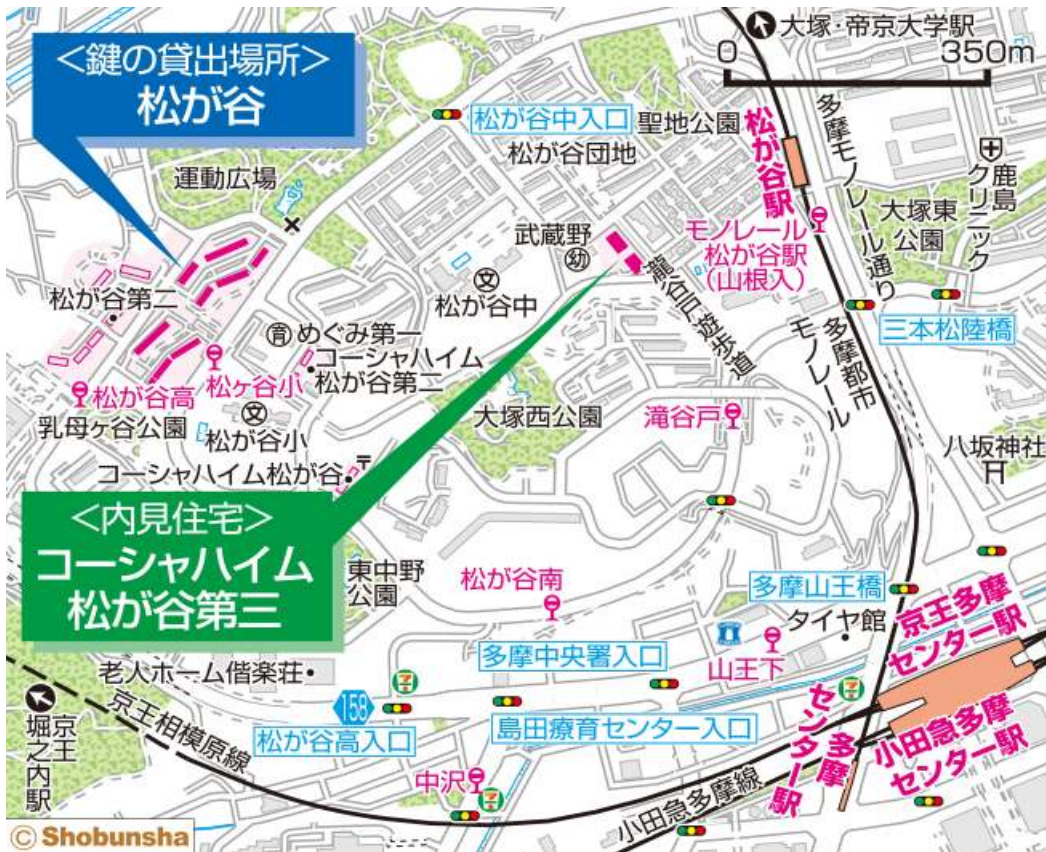 大塚・帝京大学駅
0 350m
<鍵の貸出場所>
松が谷
松が谷中入口
聖地公園
松が谷団地
松が谷駅
多摩モノレール通り
鹿島
クリニック
運動広場
大塚東
公園
武蔵野
幼
モノレール
松が谷駅
(山根入)
文
松が谷中
瀧谷戸遊歩道
松が谷第二
三本松陸橋
育
めぐみ第一
コーシャハイム
松が谷第二
多摩都市
モノレール
松が谷高
松ヶ谷小
乳母ヶ谷公園
文
松が谷小
大塚西公園
滝谷戸
八坂神社
コーシャハイム松が谷
〒
<内見住宅>
コーシャハイム
松が谷第三
東中野
公園
松が谷南
多摩山王橋
タイヤ館
京王多摩
センター駅
多摩中央署入口
山王下
老人ホーム偕楽荘
158
松が谷高入口
島田療育センター入口
多摩
センター駅
小田急多摩
センター駅
京王
堀之内駅
京王相模原線
中沢
小田急多摩線
© Shobunsha